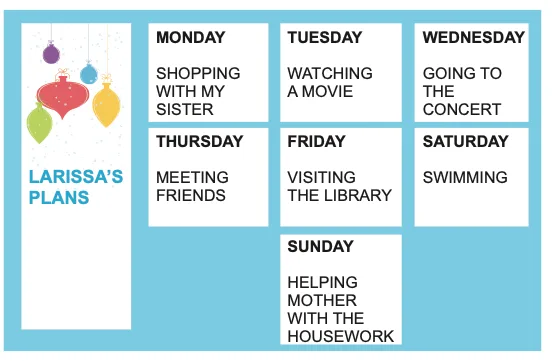 LARISSA'S
PLANS
MONDAY
SHOPPING
WITH MY
SISTER
TUESDAY
WATCHING
A MOVIE
WEDNESDAY
GOING TO
THE
CONCERT
THURSDAY
MEETING
FRIENDS
FRIDAY
VISITING
THE LIBRARY
SATURDAY
SWIMMING
SUNDAY
HELPING
MOTHER
WITH THE
HOUSEWORK